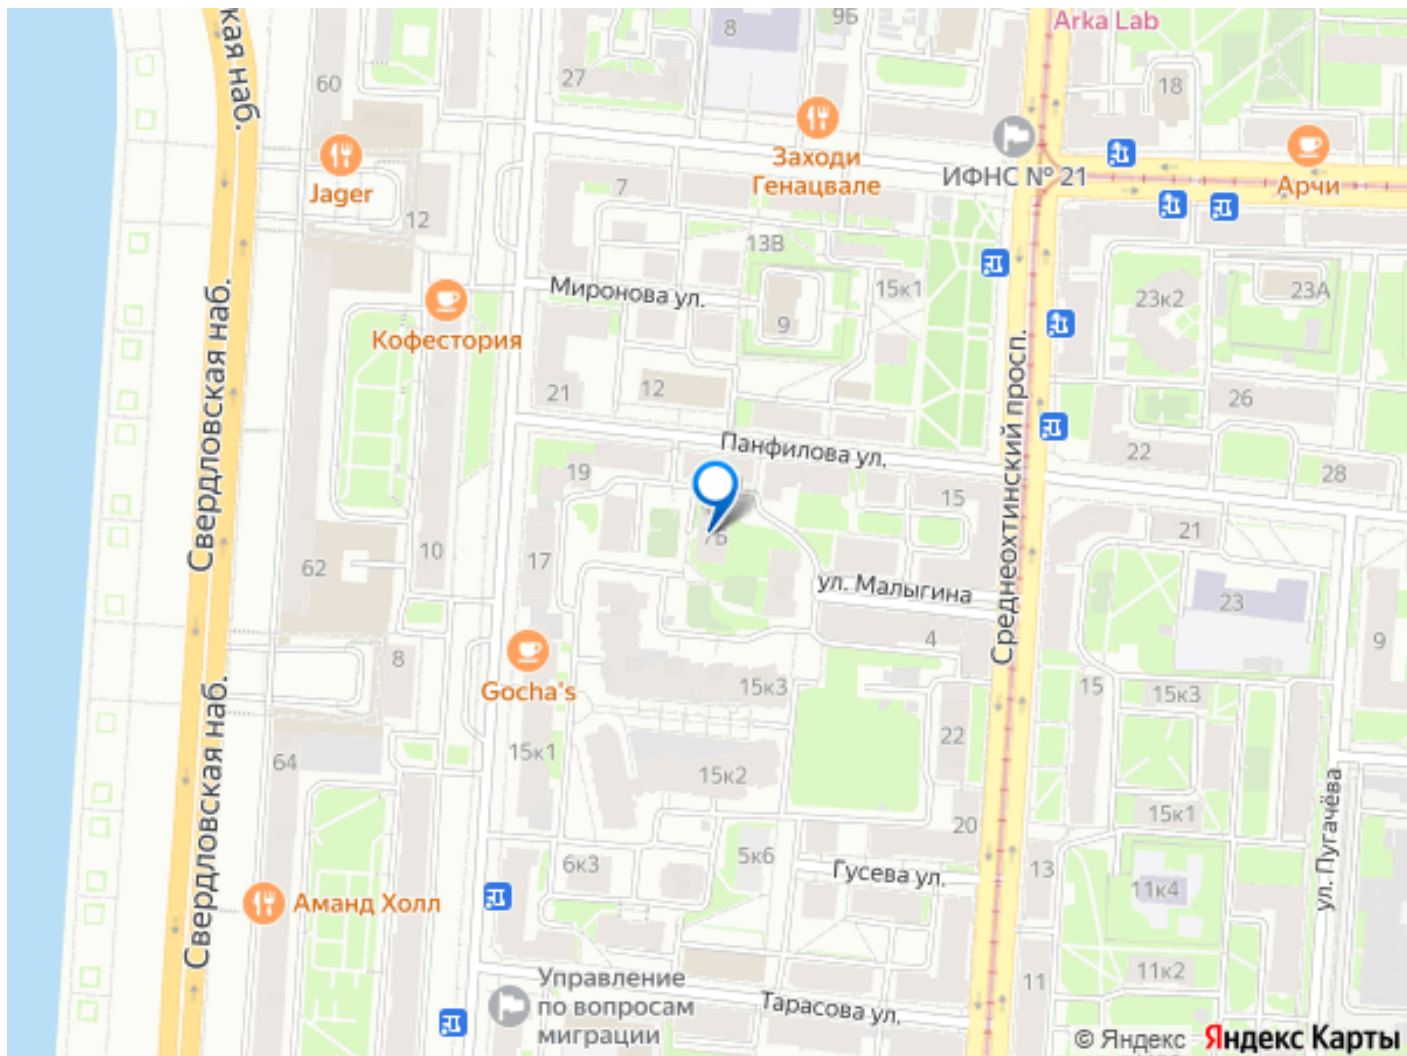 ская наб.
8
9Б
Arka Lab
60
27
18
Заходи
Генацвале
ИФНС № 21
Арчи
Jager
7
12
13В
Миронова ул.
15к1
23к2
23А
9
Кофестория
Свердловская наб.
21
12
26
Среднеохтинский просп.
Панфилова ул.
22
28
19
15
21
7Б
17
10
62
ул. Малыгина
23
4
9
8
Gocha's
15к3
15
15к3
Свердловская наб.
22
15к1
64
15к2
ул. Пугачёва
15к1
20
5к6
6к3
13
Гусева ул.
11к4
Аманд Холл
11к2
11
Управление
по вопросам
миграции
Тарасова ул.
© Яндекс Яндекс Карты